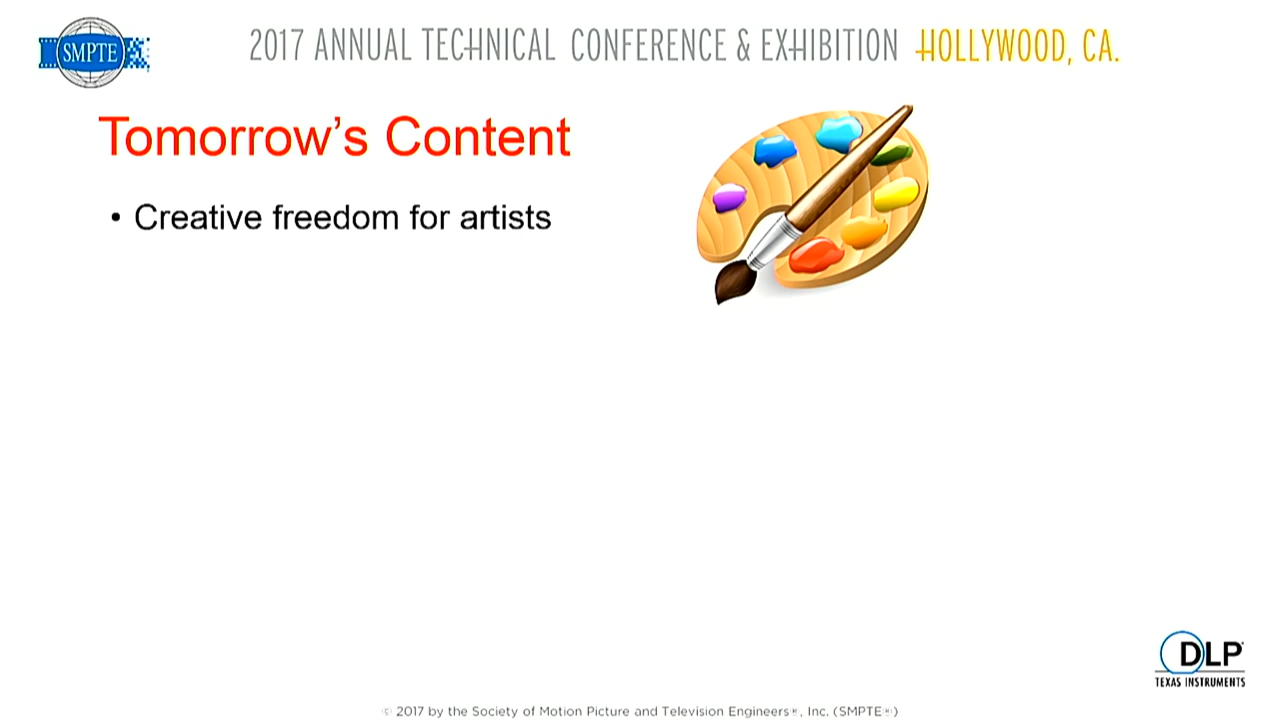 SMPTE
2017 ANNUAL TECHNICAL CONFERENCE & EXHIBITION HOLLYWOOD, CA.
Tomorrow’s Content
• Creative freedom for artists
DLP
TEXAS INSTRUMENTS
© 2017 by the Society of Motion Picture and Television Engineers®, Inc. (SMPTE®)